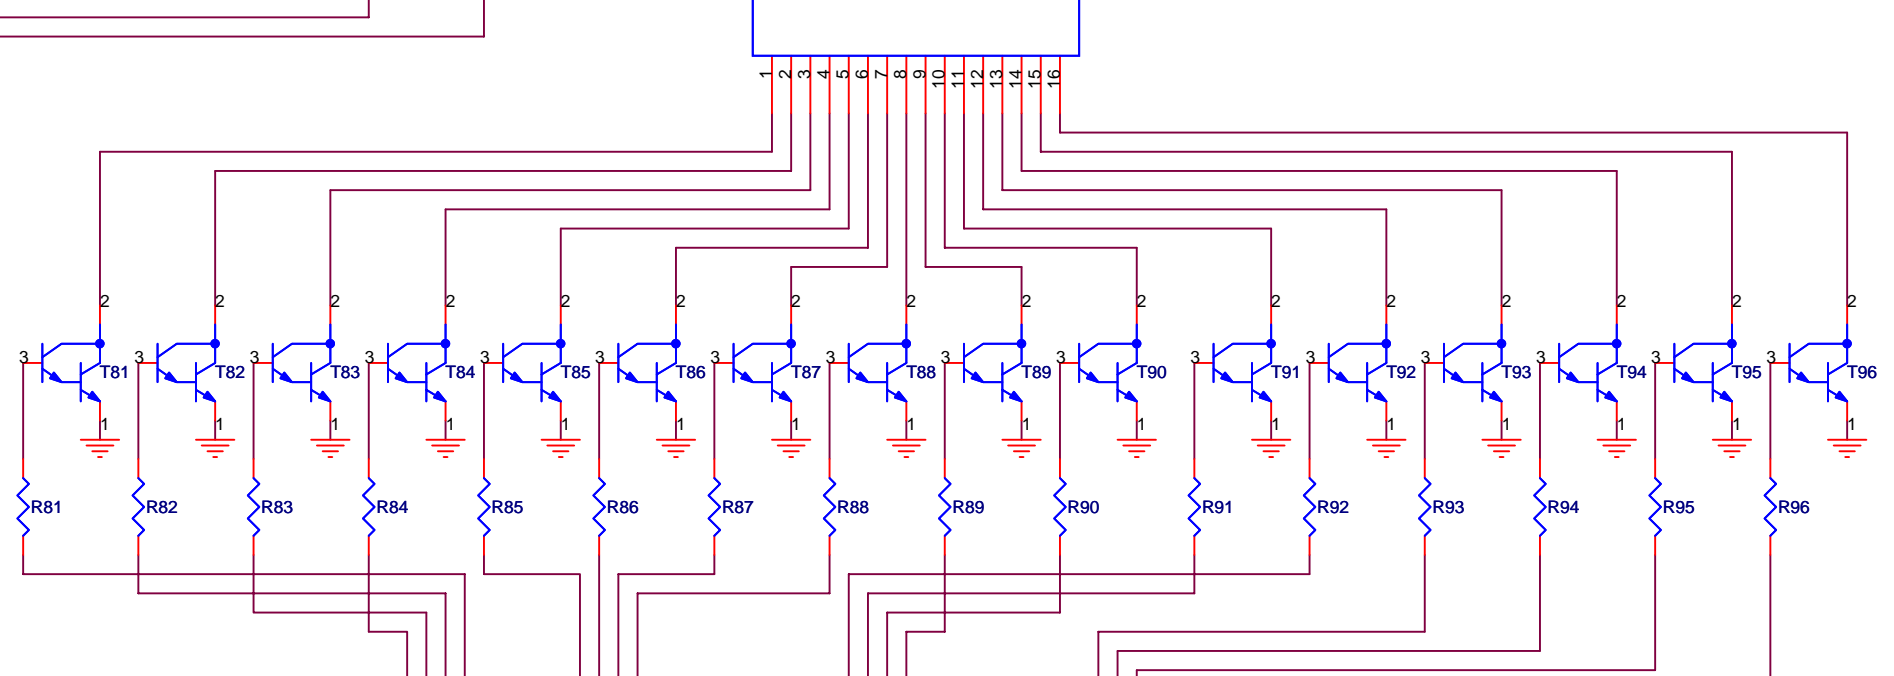 1 2 3 4 5 6 7 8 9 10 11 12 13 14 15 16
2 2 2 2 2 2 2 2 2 2 2 2 2 2 2 2
3 3 3 3 3 3 3 3 3 3 3 3 3 3 3 3
T81 T82 T83 T84 T85 T86 T87 T88 T89 T90 T91 T92 T93 T94 T95 T96
1 1 1 1 1 1 1 1 1 1 1 1 1 1 1 1
R81 R82 R83 R84 R85 R86 R87 R88 R89 R90 R91 R92 R93 R94 R95 R96